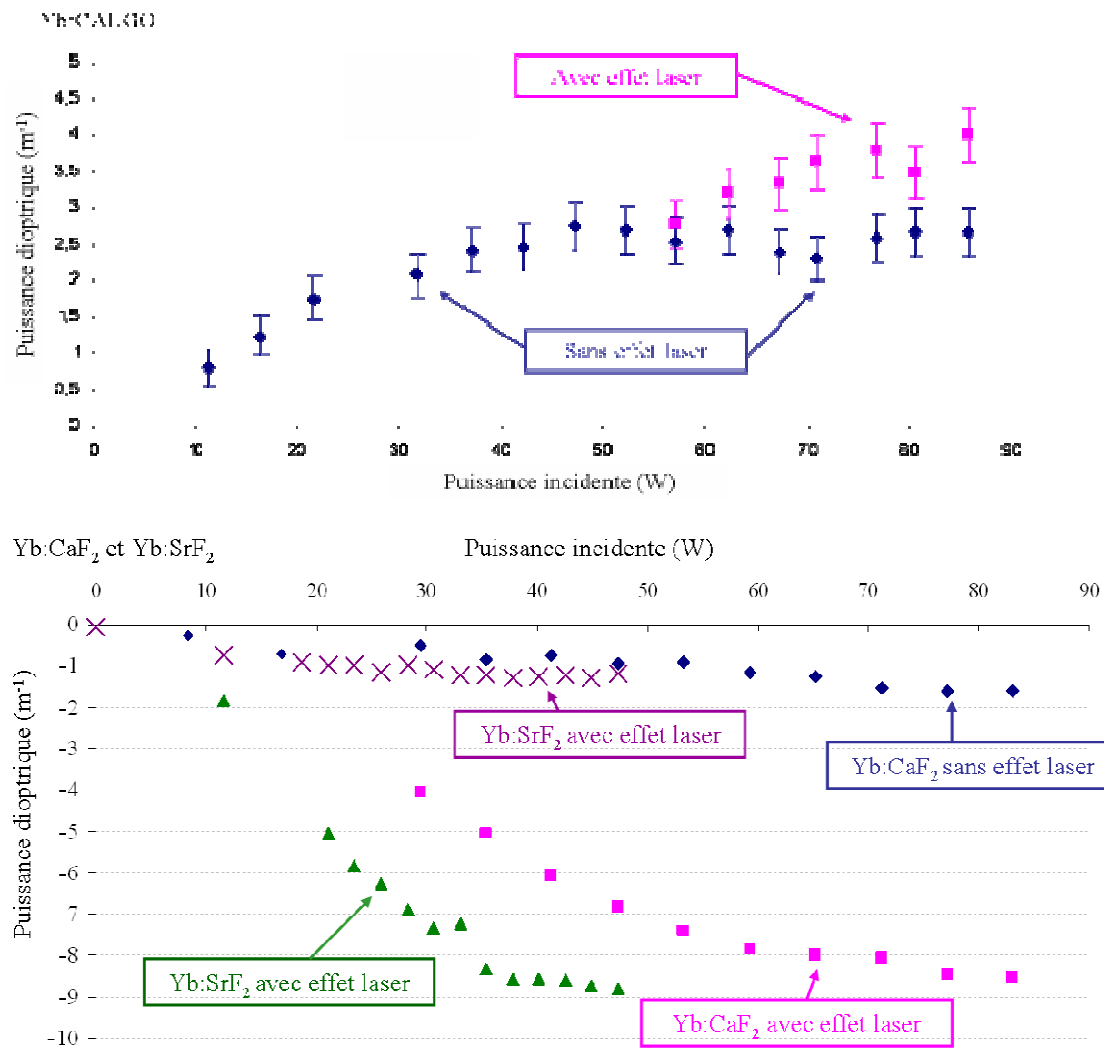 Yb:CALGO
5
4.5
4
3.5
3
2.5
2
1.5
1
0.5
0
Puissance dioptrique (m⁻¹)
Avec effet laser
Sans effet laser
0 10 20 30 40 50 60 70 80 90
Puissance incidente (W)
Yb:CaF₂ et Yb:SrF₂
Puissance incidente (W)
0 10 20 30 40 50 60 70 80 90
0
-1
-2
-3
-4
-5
-6
-7
-8
-9
-10
Puissance dioptrique (m⁻¹)
Yb:SrF₂ avec effet laser
Yb:CaF₂ sans effet laser
Yb:SrF₂ avec effet laser
Yb:CaF₂ avec effet laser